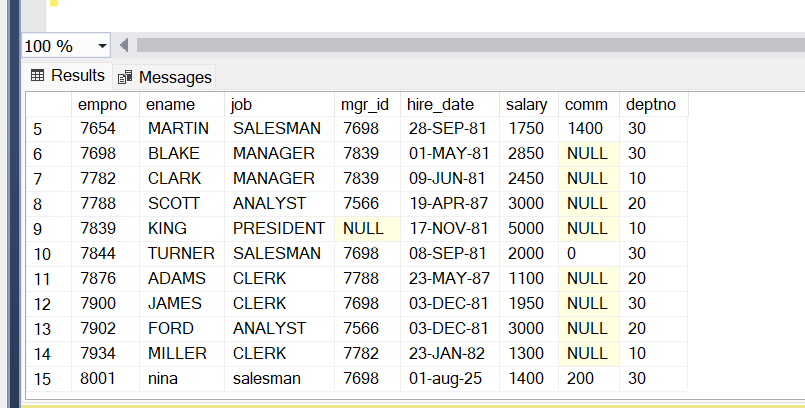 100 %
Results Messages
empno ename job mgr_id hire_date salary comm deptno
5 7654 MARTIN SALESMAN 7698 28-SEP-81 1750 1400 30
6 7698 BLAKE MANAGER 7839 01-MAY-81 2850 NULL 30
7 7782 CLARK MANAGER 7839 09-JUN-81 2450 NULL 10
8 7788 SCOTT ANALYST 7566 19-APR-87 3000 NULL 20
9 7839 KING PRESIDENT NULL 17-NOV-81 5000 NULL 10
10 7844 TURNER SALESMAN 7698 08-SEP-81 2000 0 30
11 7876 ADAMS CLERK 7788 23-MAY-87 1100 NULL 20
12 7900 JAMES CLERK 7698 03-DEC-81 1950 NULL 30
13 7902 FORD ANALYST 7566 03-DEC-81 3000 NULL 20
14 7934 MILLER CLERK 7782 23-JAN-82 1300 NULL 10
15 8001 nina salesman 7698 01-aug-25 1400 200 30